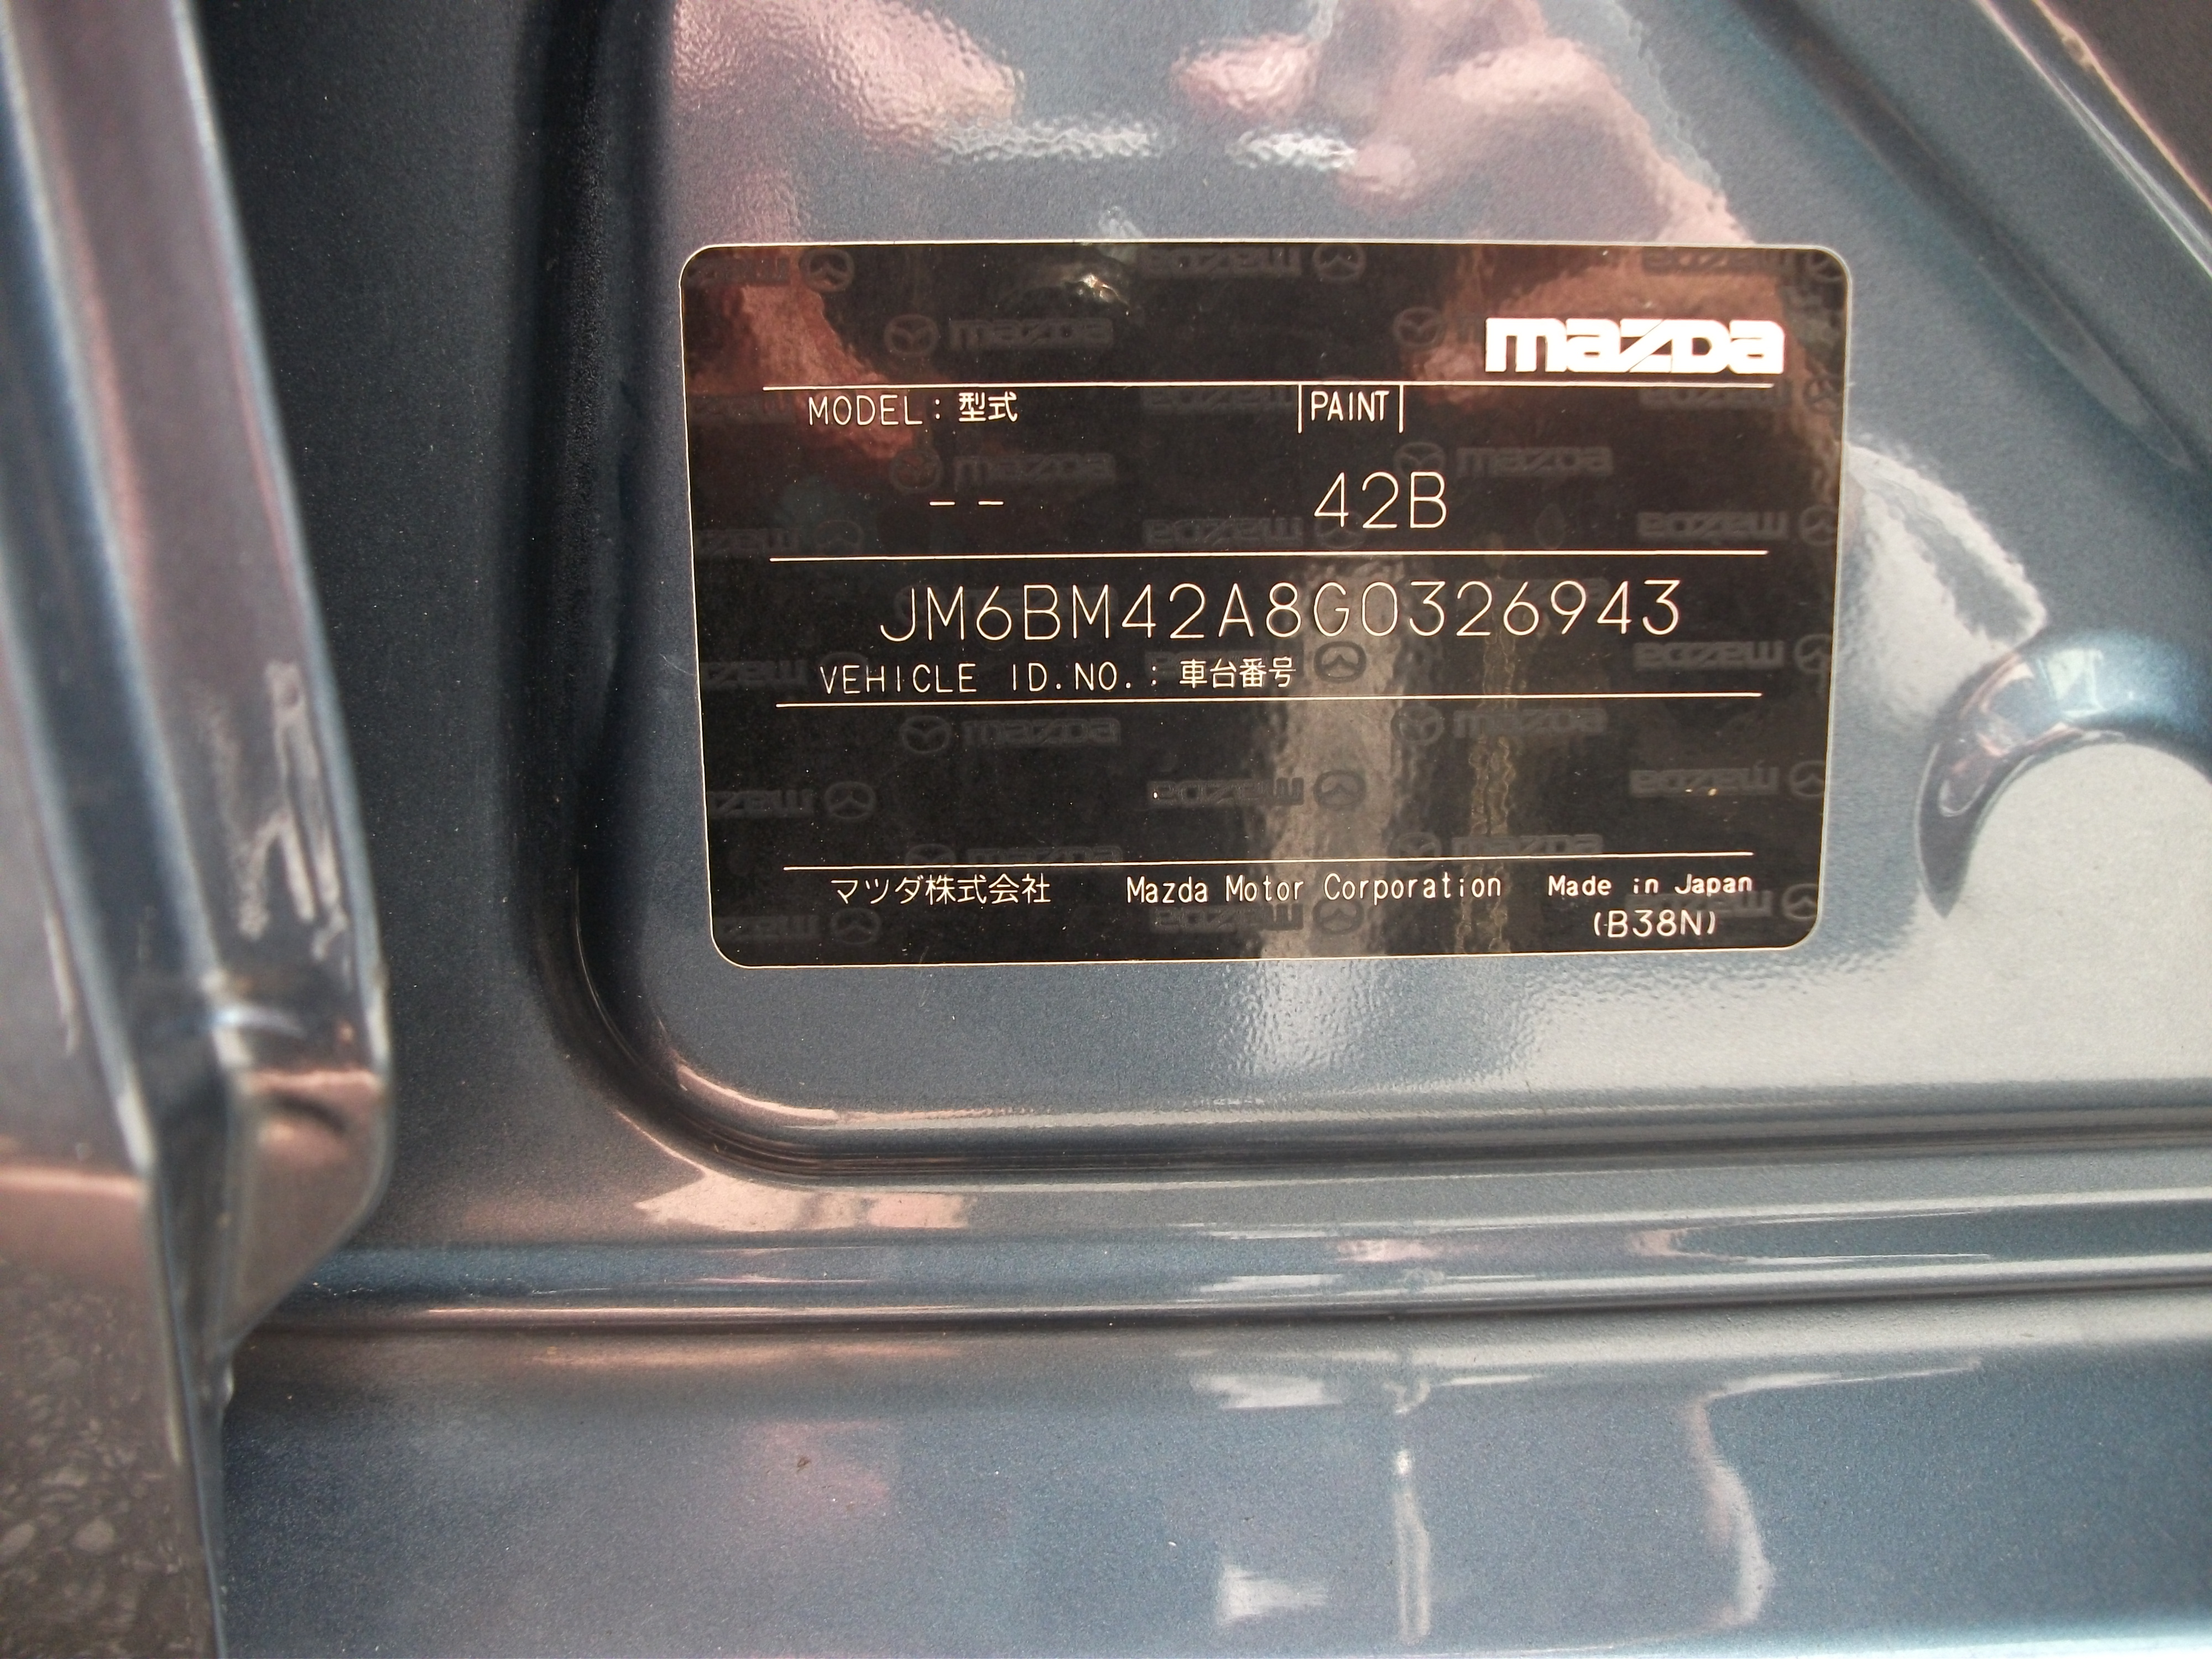 mazda
MODEL: 型式 PAINT
-- 42B
JM6BM42A8G0326943
VEHICLE ID.NO.: 車台番号
マツダ株式会社 Mazda Motor Corporation Made in Japan
(B38N)